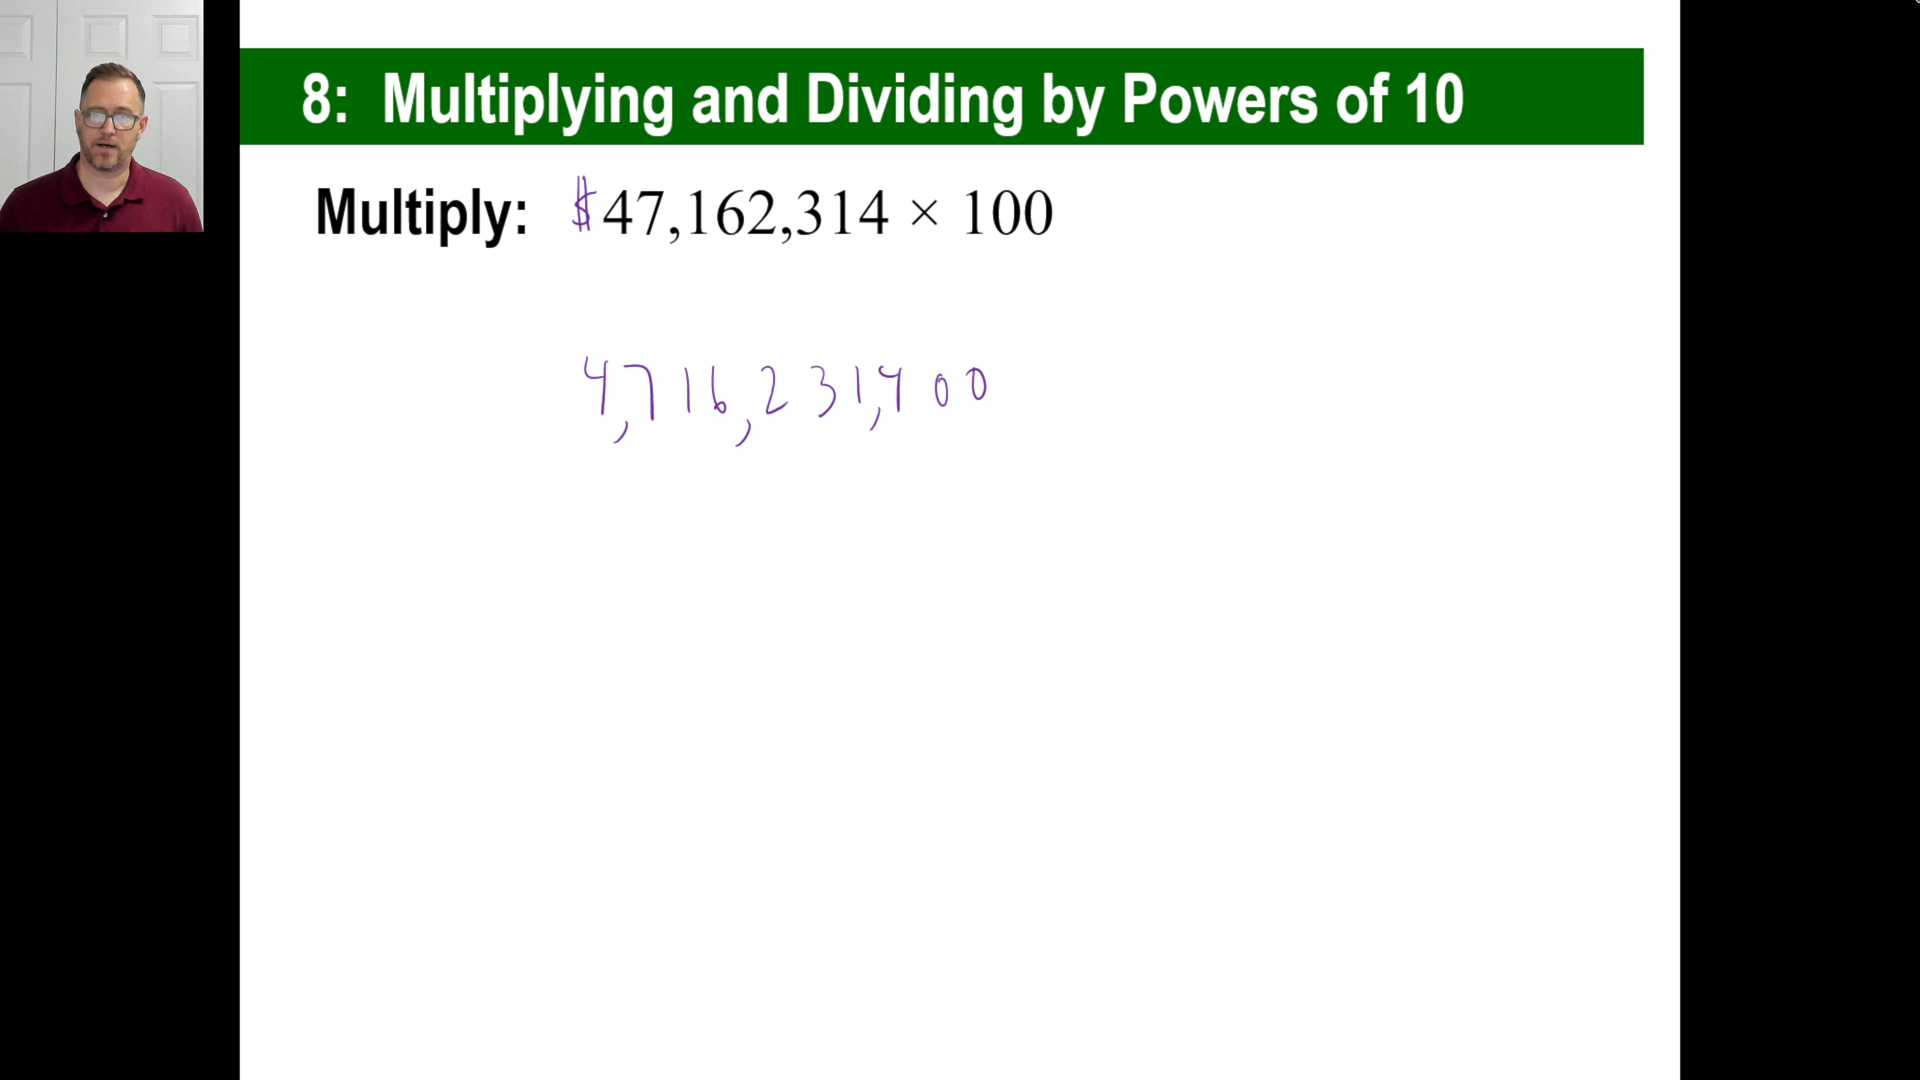 8: Multiplying and Dividing by Powers of 10
Multiply: $47,162,314 × 100
4,716,231,400